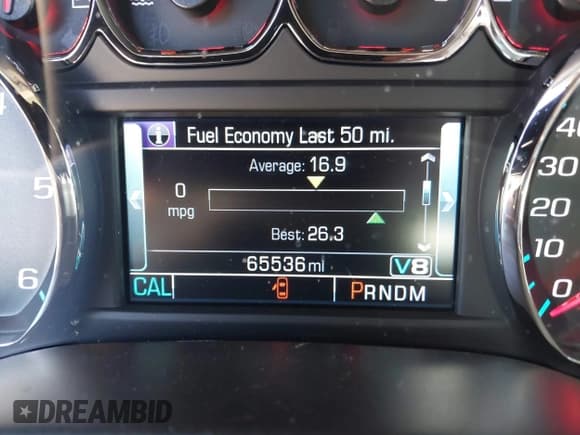 Fuel Economy Last 50 mi.
Average: 16.9
0
mpg
Best: 26.3
65536 mi
V8
CAL
PRNDM
4
5
6
40
30
20
10
0
DREAMBID